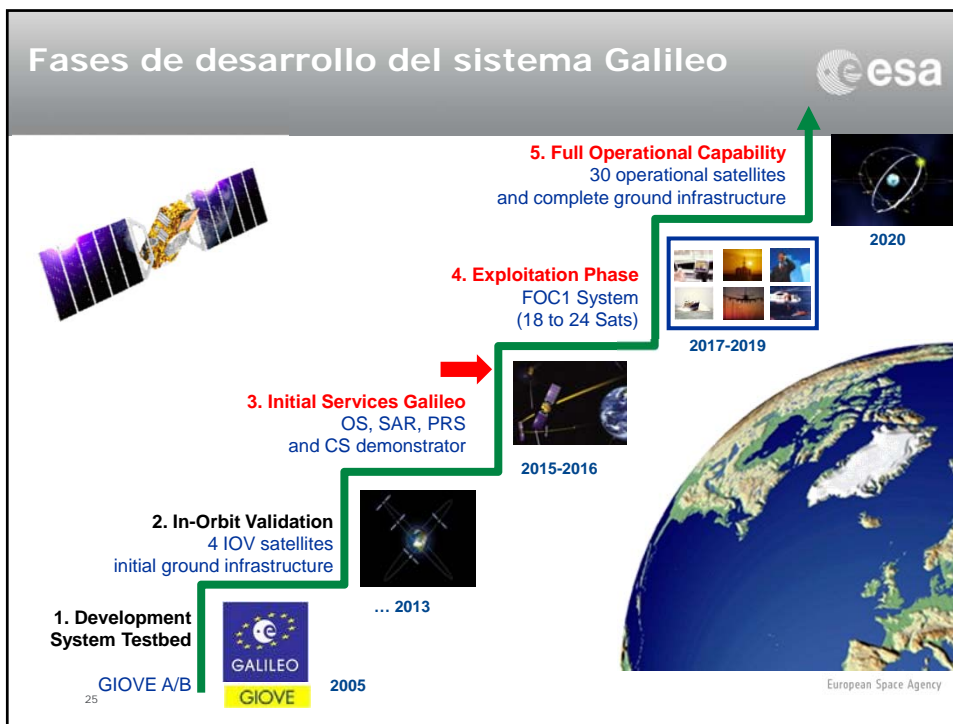 Fases de desarrollo del sistema Galileo
esa
5. Full Operational Capability
30 operational satellites
and complete ground infrastructure
2020
4. Exploitation Phase
FOC1 System
(18 to 24 Sats)
2017-2019
3. Initial Services Galileo
OS, SAR, PRS
and CS demonstrator
2015-2016
2. In-Orbit Validation
4 IOV satellites
initial ground infrastructure
... 2013
1. Development
System Testbed
GIOVE A/B
GALILEO
GIOVE
2005
25
European Space Agency